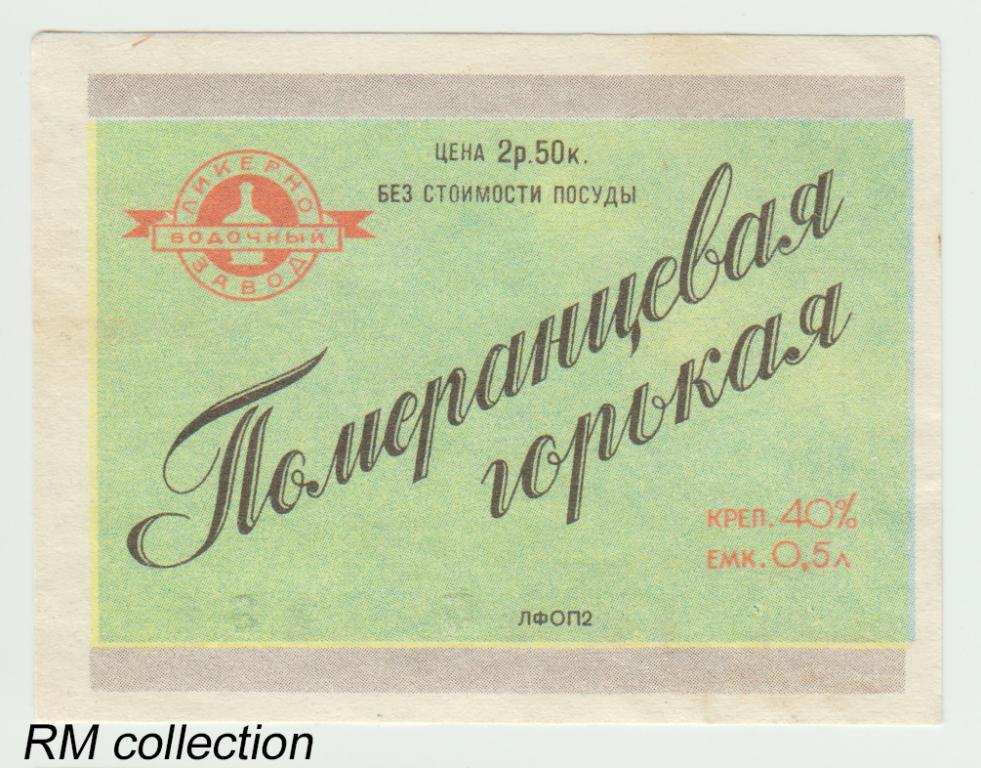 ЦЕНА 2р.50к.
БЕЗ СТОИМОСТИ ПОСУДЫ
ЛИКЕРНО
ВОДОЧНЫЙ
ЗАВОД
Померанцевая
горькая
КРЕП. 40%
ЕМК. 0,5л
ЛФОП2
RM collection